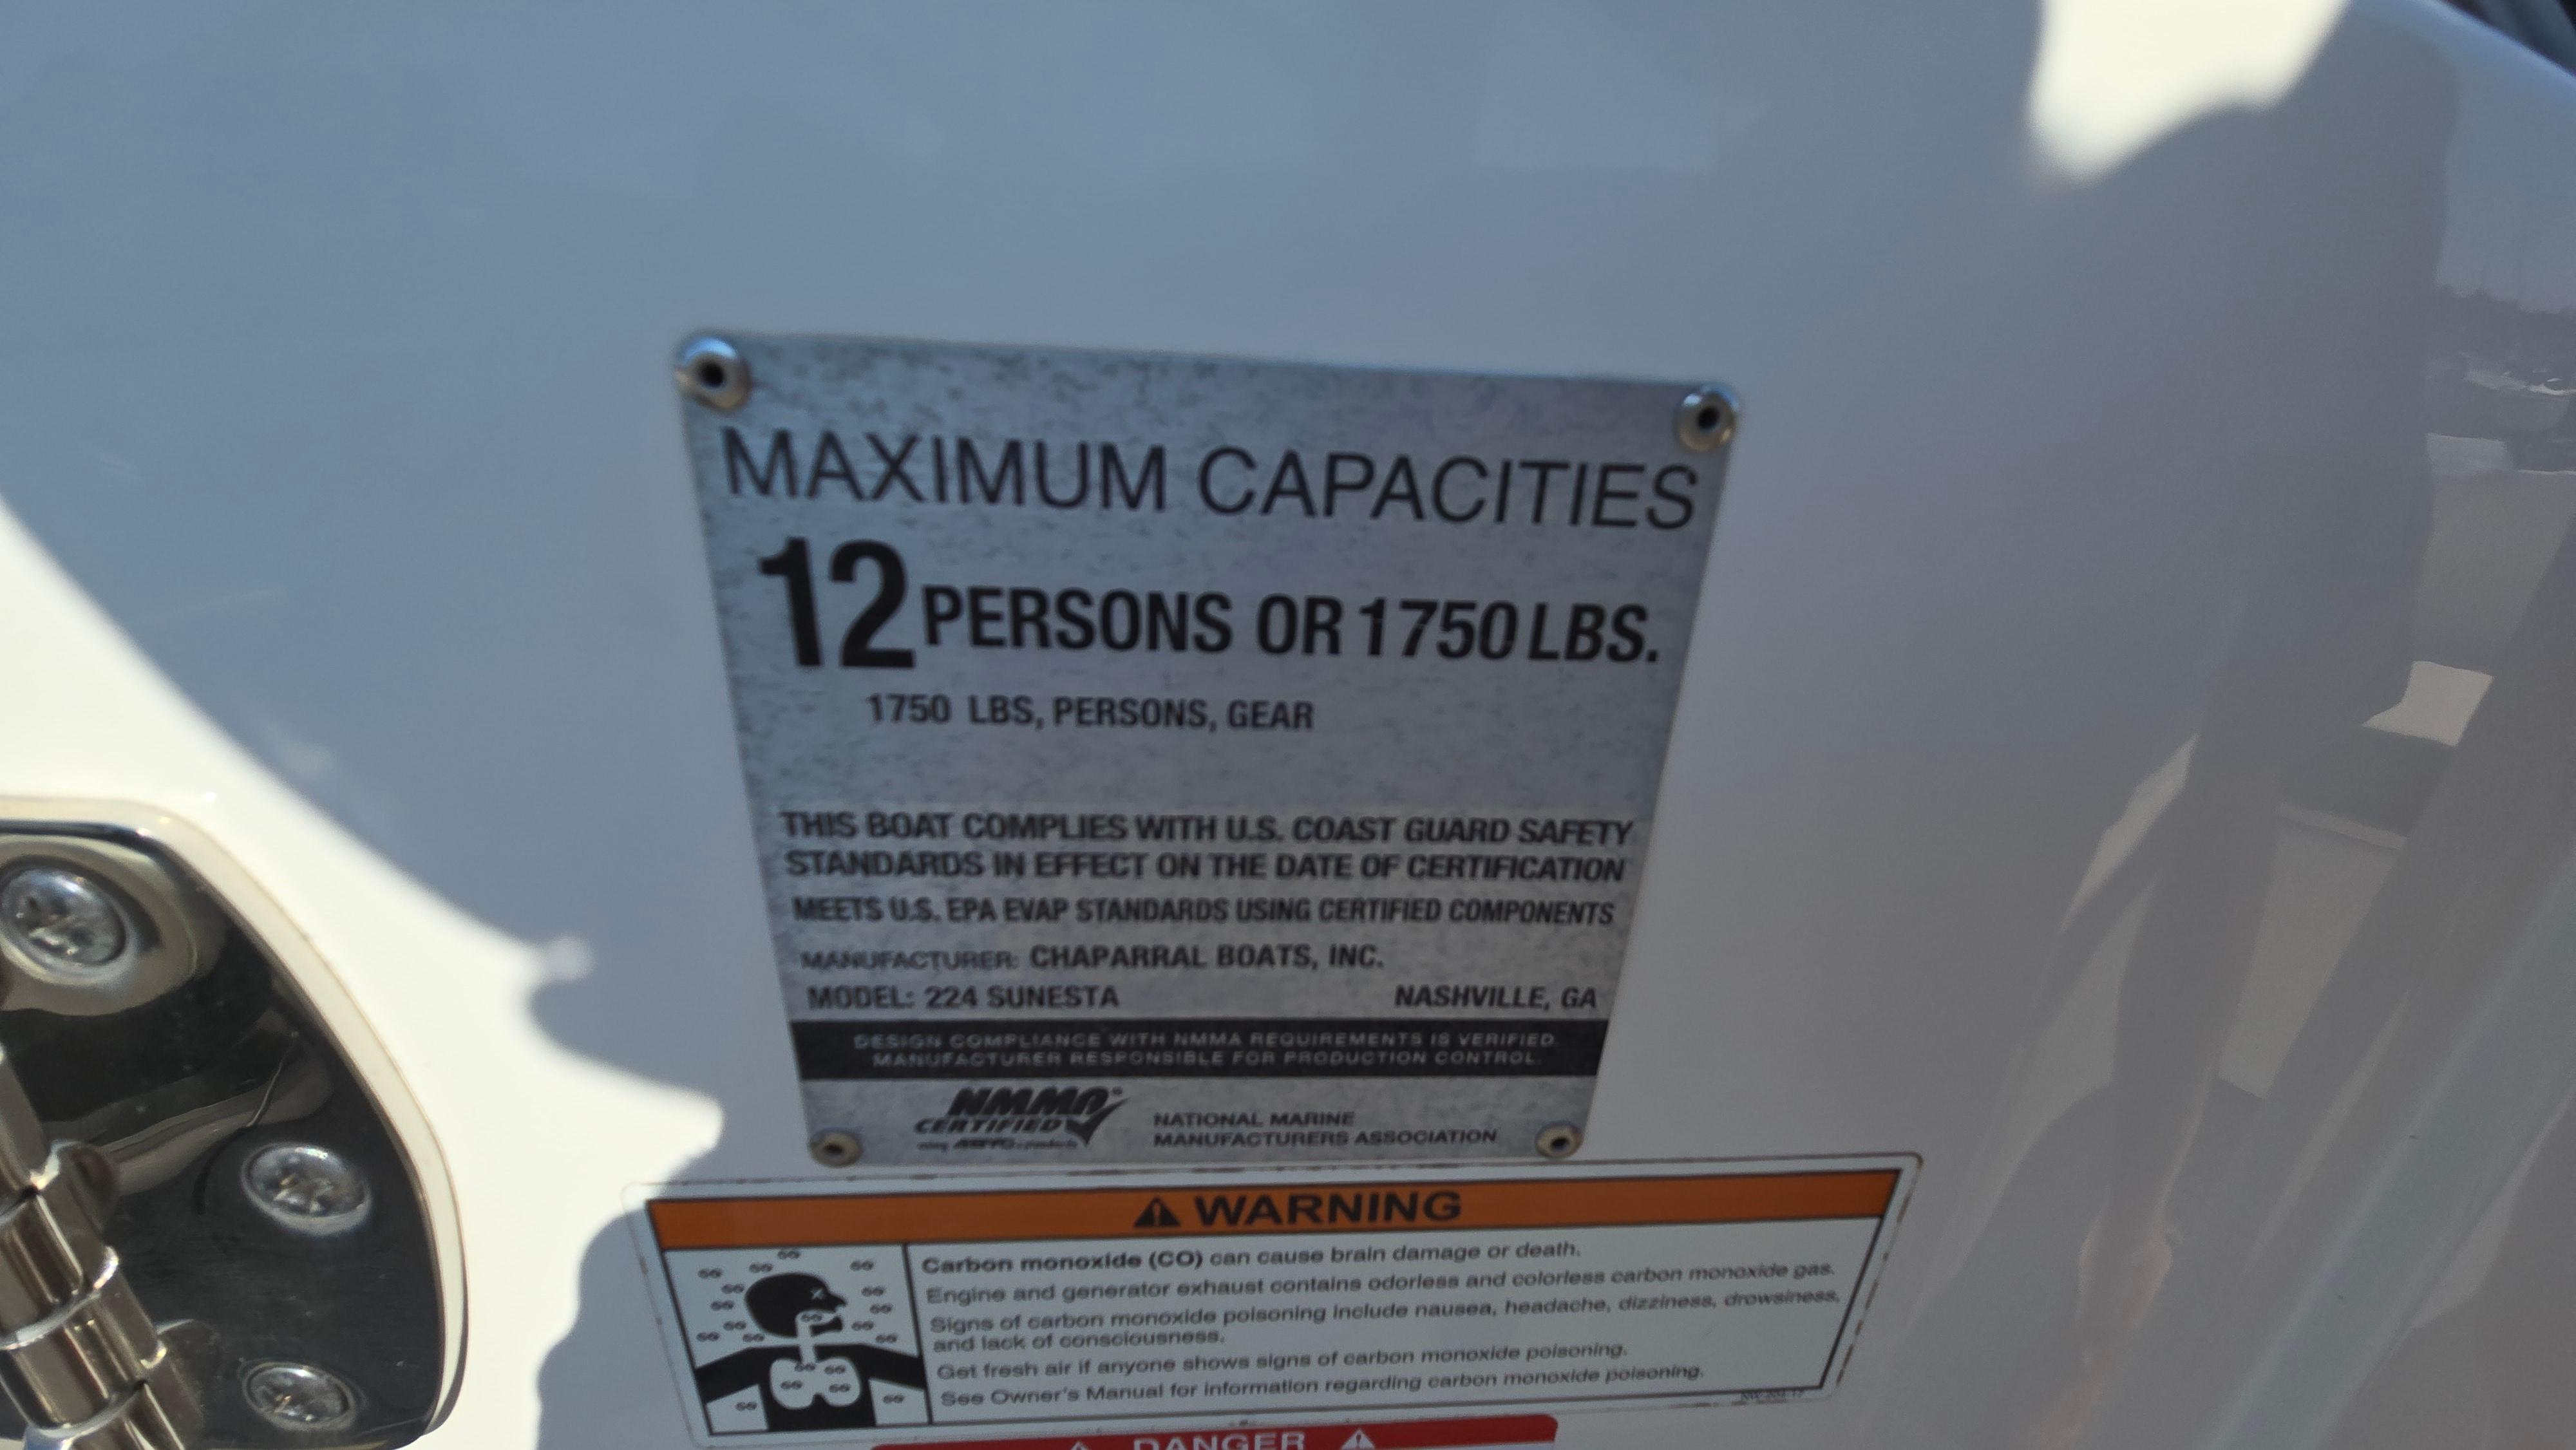 MAXIMUM CAPACITIES
12 PERSONS OR 1750 LBS.
1750 LBS, PERSONS, GEAR
THIS BOAT COMPLIES WITH U.S. COAST GUARD SAFETY
STANDARDS IN EFFECT ON THE DATE OF CERTIFICATION
MEETS U.S. EPA EVAP STANDARDS USING CERTIFIED COMPONENTS
MANUFACTURER: CHAPARRAL BOATS, INC.
MODEL: 224 SUNESTA NASHVILLE, GA
DESIGN COMPLIANCE WITH NMMA REQUIREMENTS IS VERIFIED.
MANUFACTURER RESPONSIBLE FOR PRODUCTION CONTROL.
NMMA®
CERTIFIED
NATIONAL MARINE
MANUFACTURERS ASSOCIATION
WARNING
Carbon monoxide (CO) can cause brain damage or death.
Engine and generator exhaust contains odorless and colorless carbon monoxide gas.
Signs of carbon monoxide poisoning include nausea, headache, dizziness, drowsiness,
and lack of consciousness.
Get fresh air if anyone shows signs of carbon monoxide poisoning.
See Owner's Manual for information regarding carbon monoxide poisoning.
DANGER